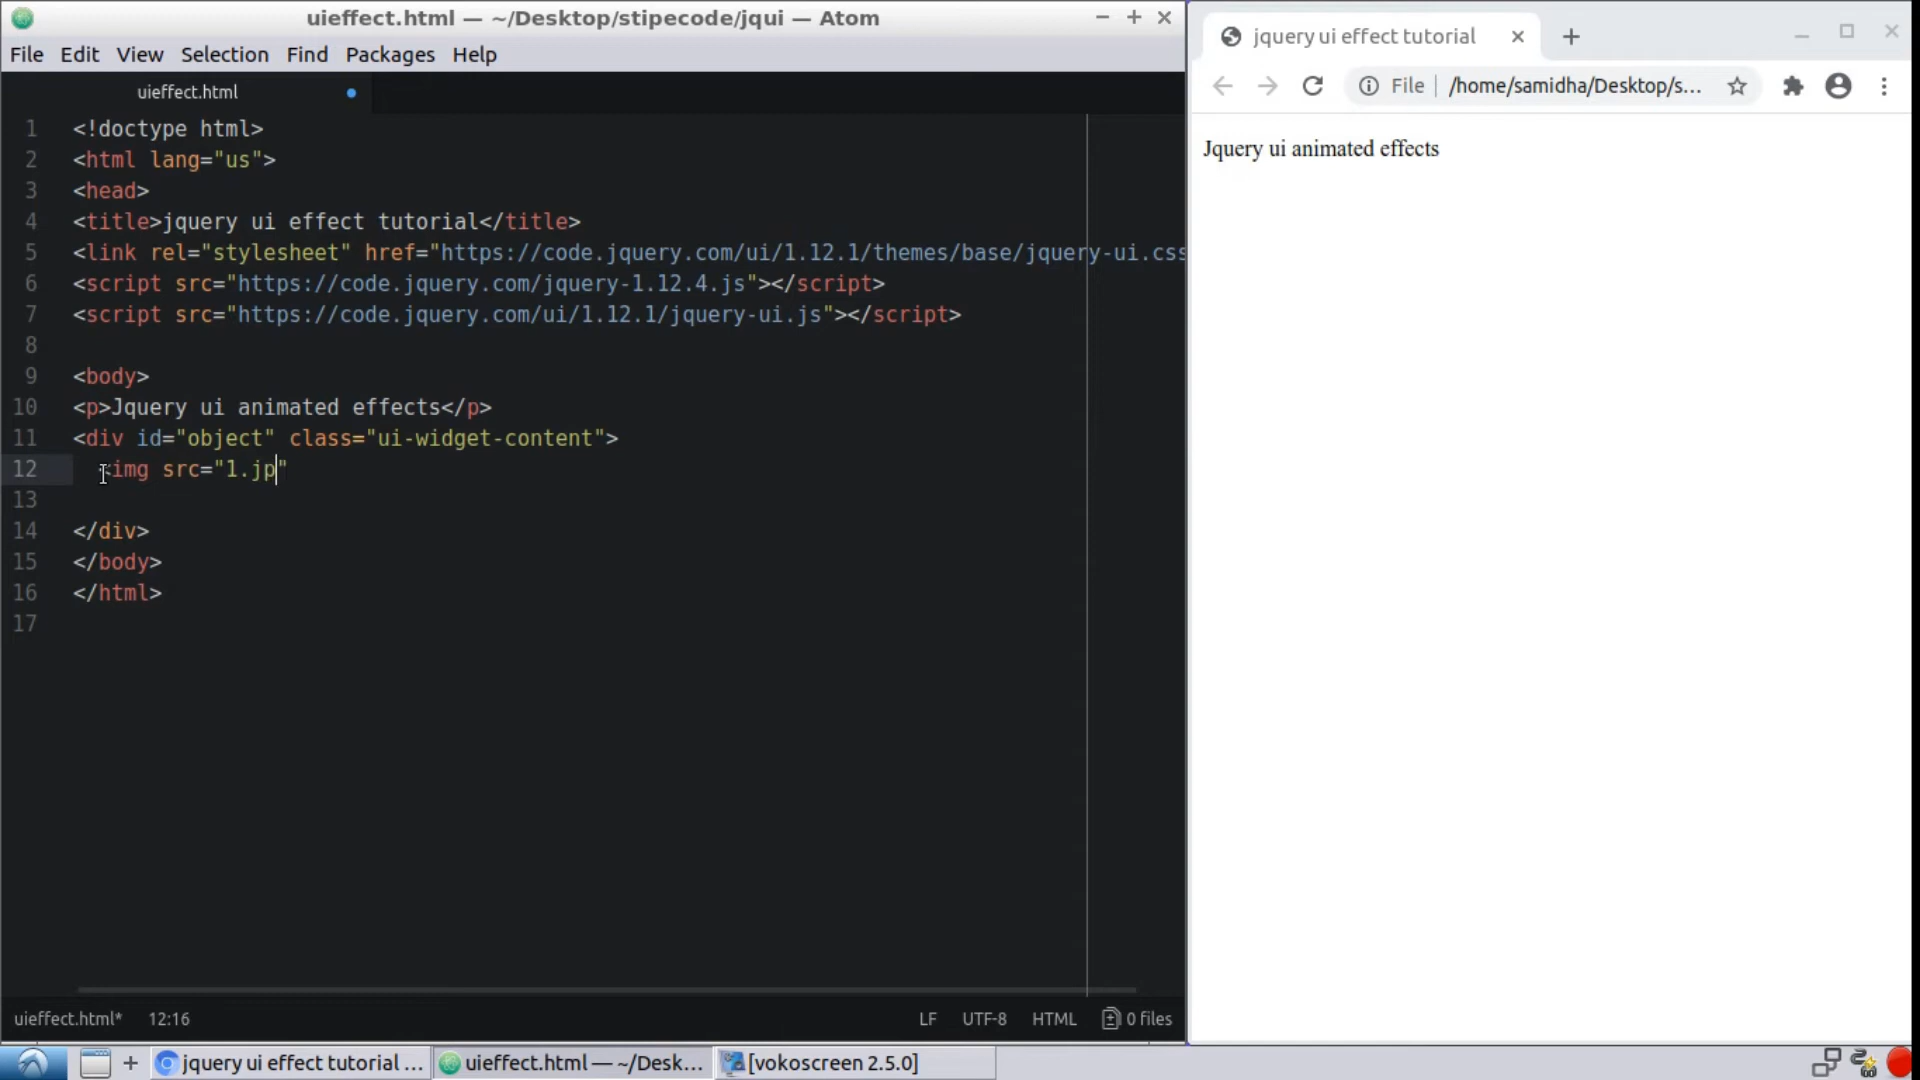 uieffect.html — ~/Desktop/stipecode/jqui — Atom
File Edit View Selection Find Packages Help
uieffect.html
1 <!doctype html>
2 <html lang="us">
3 <head>
4 <title>jquery ui effect tutorial</title>
5 <link rel="stylesheet" href="https://code.jquery.com/ui/1.12.1/themes/base/jquery-ui.css
6 <script src="https://code.jquery.com/jquery-1.12.4.js"></script>
7 <script src="https://code.jquery.com/ui/1.12.1/jquery-ui.js"></script>
8
9 <body>
10 <p>Jquery ui animated effects</p>
11 <div id="object" class="ui-widget-content">
12 <img src="1.jp"
13
14 </div>
15 </body>
16 </html>
17
uieffect.html* 12:16 LF UTF-8 HTML 0 files
jquery ui effect tutorial
File /home/samidha/Desktop/s...
Jquery ui animated effects
jquery ui effect tutorial ... uieffect.html — ~/Desk... [vokoscreen 2.5.0]